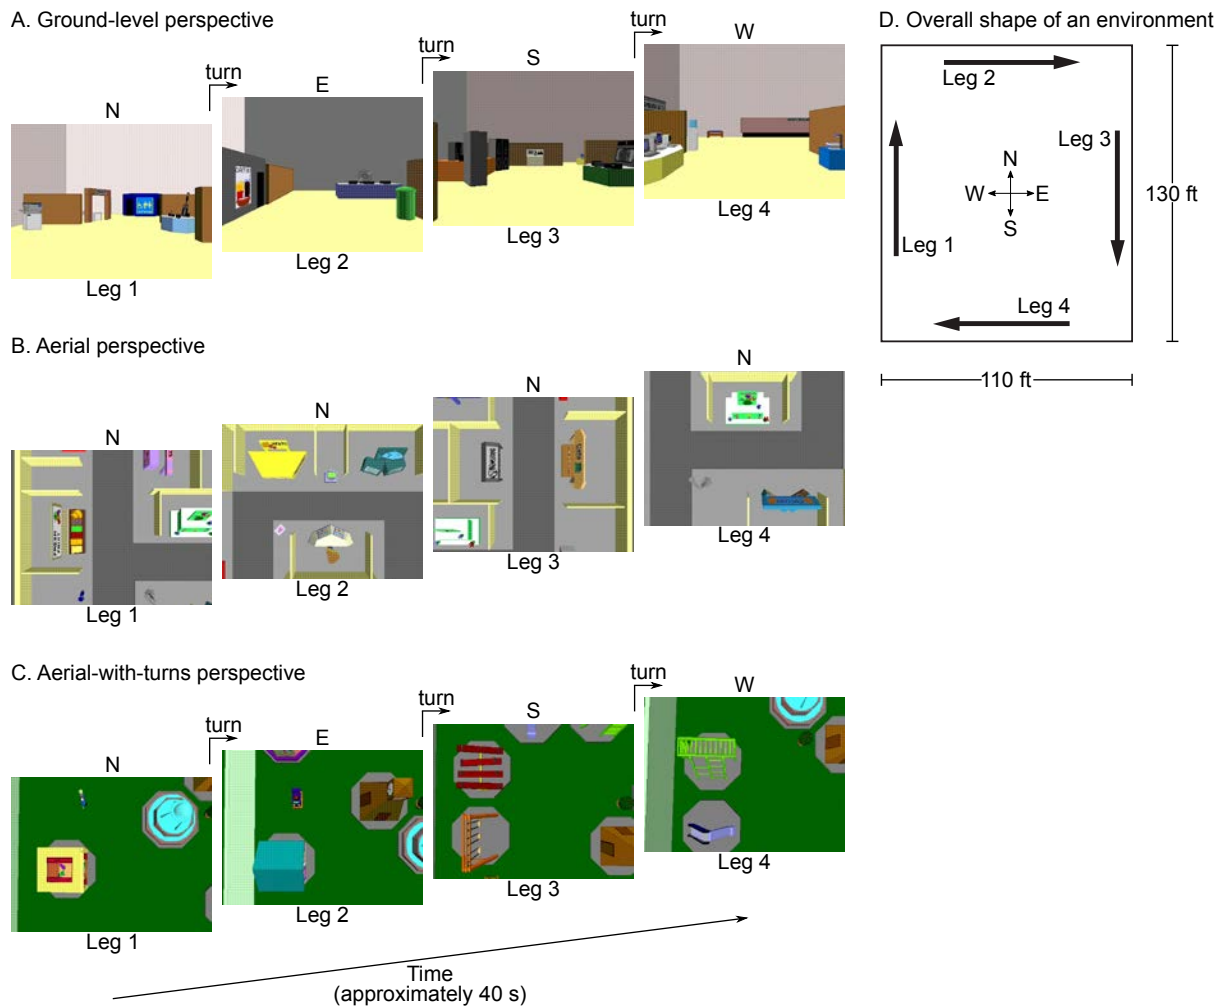 A. Ground-level perspective
D. Overall shape of an environment
turn
turn
turn
N
E
S
W
Leg 1
Leg 2
Leg 3
Leg 4
Leg 2
Leg 3
Leg 1
Leg 4
N
W
E
S
130 ft
110 ft
B. Aerial perspective
N
N
N
N
Leg 1
Leg 2
Leg 3
Leg 4
C. Aerial-with-turns perspective
turn
turn
turn
N
E
S
W
Leg 1
Leg 2
Leg 3
Leg 4
Time
(approximately 40 s)